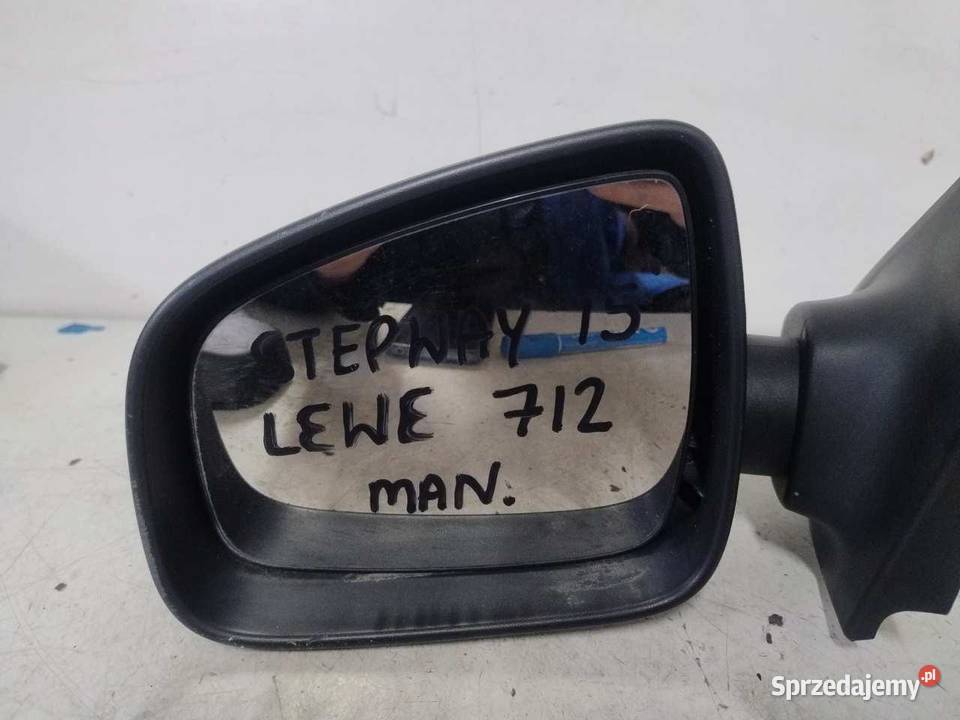 STEPWAY 15
LEWE 712
MAN.
Sprzedajemy.pl